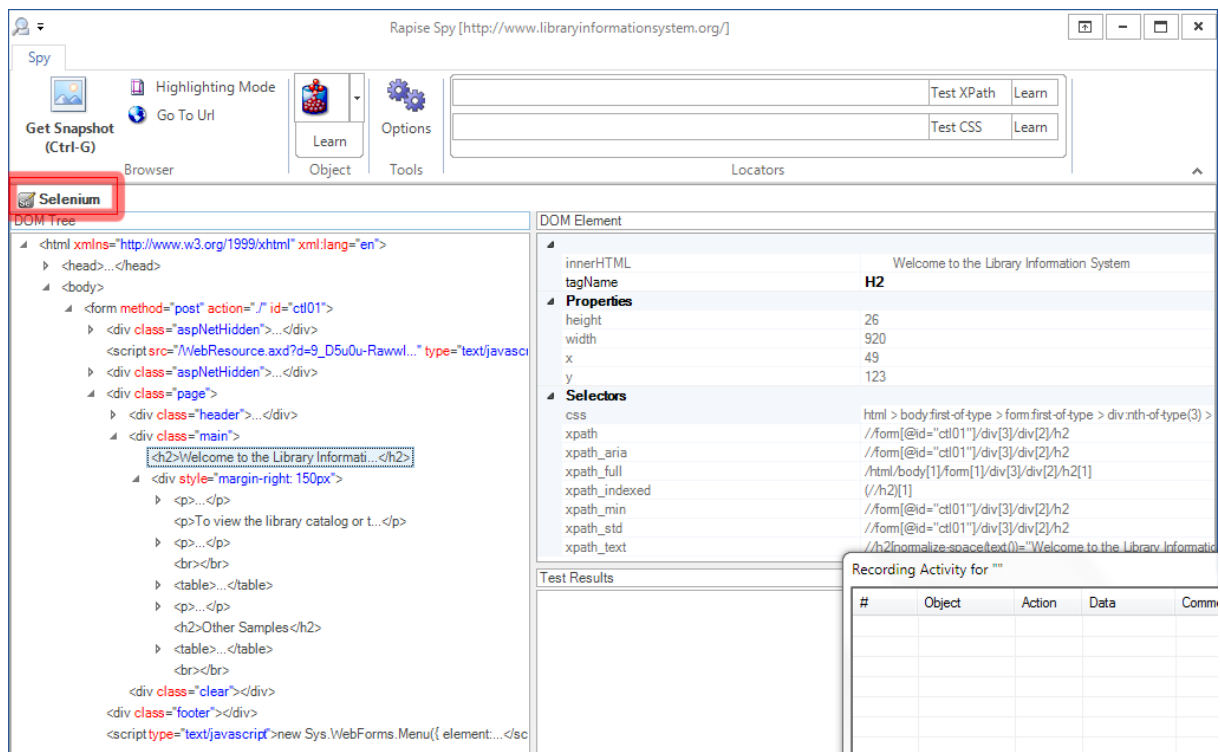 Rapise Spy [http://www.libraryinformationsystem.org/]
Spy
Get Snapshot
(Ctrl-G)
Highlighting Mode
Go To Url
Browser
Learn
Object
Options
Tools
Test XPath Learn
Test CSS Learn
Locators
Selenium
DOM Tree
<html xmlns="http://www.w3.org/1999/xhtml" xml:lang="en">
<head>...</head>
<body>
<form method="post" action="./" id="ctl01">
<div class="aspNetHidden">...</div>
<script src="/WebResource.axd?d=9_D5u0u-RawwI..." type="text/javascr
<div class="aspNetHidden">...</div>
<div class="page">
<div class="header">...</div>
<div class="main">
<h2>Welcome to the Library Informati...</h2>
<div style="margin-right: 150px">
<p>...</p>
<p>To view the library catalog or t...</p>
<p>...</p>
<br></br>
<table>...</table>
<p>...</p>
<h2>Other Samples</h2>
<table>...</table>
<br></br>
<div class="clear"></div>
<div class="footer"></div>
<script type="text/javascript">new Sys.WebForms.Menu({ element:...</sc
DOM Element
innerHTML Welcome to the Library Information System
tagName H2
Properties
height 26
width 920
x 49
y 123
Selectors
css html > body:first-of-type > form:first-of-type > div:nth-of-type(3) >
xpath //form[@id="ctl01"]/div[3]/div[2]/h2
xpath_aria //form[@id="ctl01"]/div[3]/div[2]/h2
xpath_full /html/body[1]/form[1]/div[3]/div[2]/h2[1]
xpath_indexed (//h2)[1]
xpath_min //form[@id="ctl01"]/div[3]/div[2]/h2
xpath_std //form[@id="ctl01"]/div[3]/div[2]/h2
xpath_text //h2[normalize-space(text())="Welcome to the Library Informatio
Test Results
Recording Activity for ""
# Object Action Data Comme